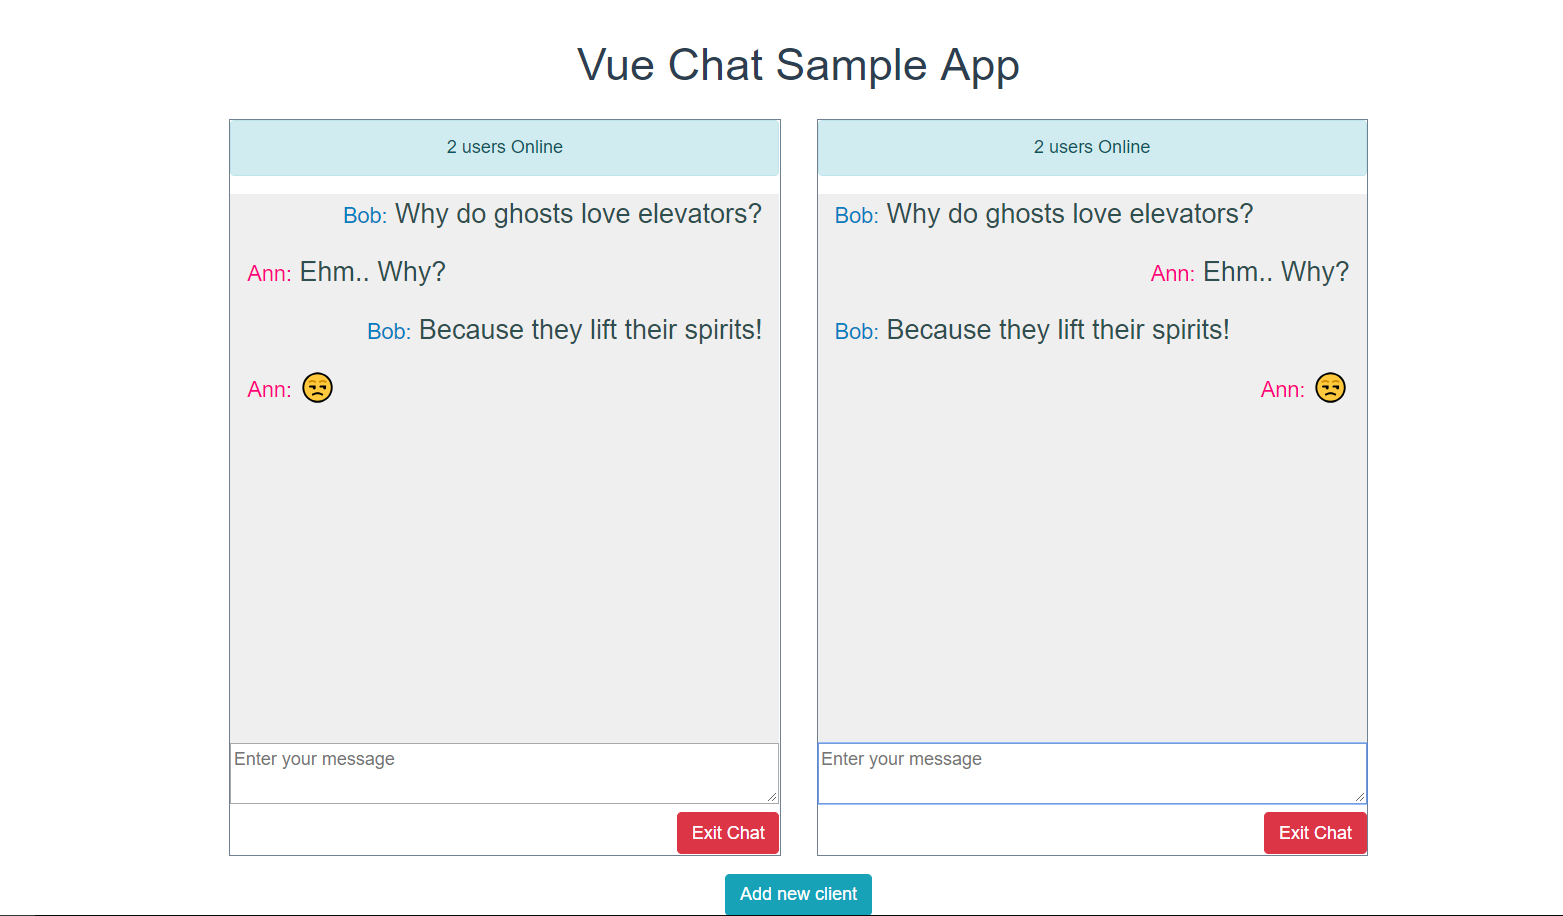 Vue Chat Sample App
2 users Online
Bob: Why do ghosts love elevators?
Ann: Ehm.. Why?
Bob: Because they lift their spirits!
Ann: 😒
Enter your message
Exit Chat
2 users Online
Bob: Why do ghosts love elevators?
Ann: Ehm.. Why?
Bob: Because they lift their spirits!
Ann: 😒
Enter your message
Exit Chat
Add new client